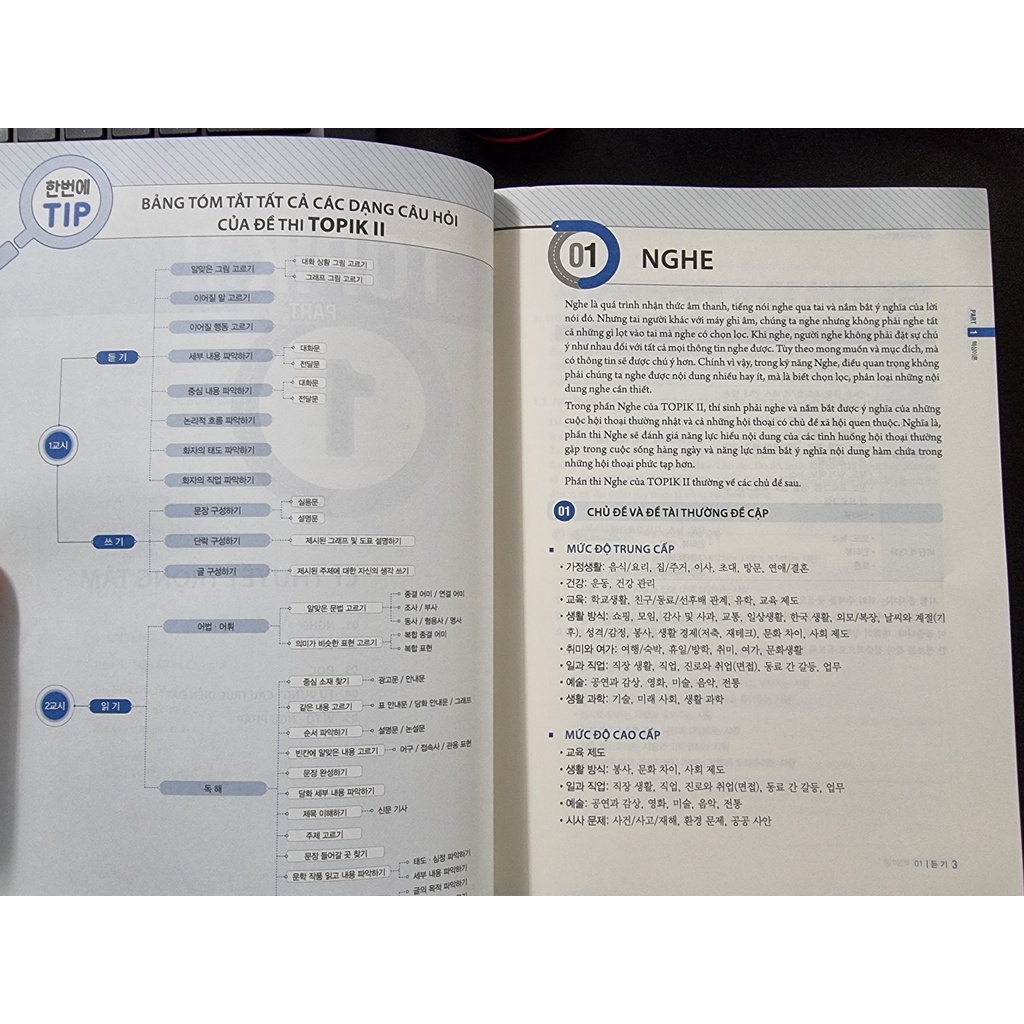 한번에
TIP
BẢNG TÓM TẮT TẤT CẢ CÁC DẠNG CÂU HỎI
CỦA ĐỀ THI TOPIK II
1교시
듣 기
알맞은 그림 고르기
대화 상황 그림 고르기
그래프 그림 고르기
이어질 말 고르기
이어질 행동 고르기
세부 내용 파악하기
대화문
전달문
중심 내용 파악하기
대화문
전달문
논리적 흐름 파악하기
화자의 태도 파악하기
화자의 직업 파악하기
쓰 기
문장 구성하기
실용문
설명문
단락 구성하기
제시된 그래프 및 도표 설명하기
글 구성하기
제시된 주제에 대한 자신의 생각 쓰기
2교시
읽 기
어법 · 어휘
알맞은 문법 고르기
종결 어미 / 연결 어미
조사 / 부사
동사 / 형용사 / 명사
의미가 비슷한 표현 고르기
복합 종결 어미
복합 표현
독 해
중심 소재 찾기
광고문 / 안내문
같은 내용 고르기
표 안내문 / 담화 안내문 / 그래프
순서 파악하기
설명문 / 논설문
빈칸에 알맞은 내용 고르기
어구 / 접속사 / 관용 표현
문장 완성하기
담화 세부 내용 파악하기
제목 이해하기
신문 기사
주제 고르기
문장 들어갈 곳 찾기
문학 작품 읽고 내용 파악하기
태도 · 심정 파악하기
세부 내용 파악하기
글의 목적 파악하기
01 NGHE
Nghe là quá trình nhận thức âm thanh, tiếng nói nghe qua tai và nắm bắt ý nghĩa của lời
nói đó. Nhưng tai người khác với máy ghi âm, chúng ta nghe nhưng không phải nghe tất
cả những gì lọt vào tai mà nghe có chọn lọc. Khi nghe, người nghe không phải đặt sự chú
ý như nhau đối với tất cả mọi thông tin nghe được. Tùy theo mong muốn và mục đích, mà
có thông tin sẽ được chú ý hơn. Chính vì vậy, trong kỹ năng Nghe, điều quan trọng không
phải chúng ta nghe được nội dung nhiều hay ít, mà là biết chọn lọc, phân loại những nội
dung nghe cần thiết.
Trong phần Nghe của TOPIK II, thí sinh phải nghe và nắm bắt được ý nghĩa của những
cuộc hội thoại thường nhật và cả những hội thoại có chủ đề xã hội quen thuộc. Nghĩa là,
phần thi Nghe sẽ đánh giá năng lực hiểu nội dung của các tình huống hội thoại thường
gặp trong cuộc sống hàng ngày và năng lực nắm bắt ý nghĩa nội dung hàm chứa trong
những hội thoại phức tạp hơn.
Phần thi Nghe của TOPIK II thường về các chủ đề sau.
01 CHỦ ĐỀ VÀ ĐỀ TÀI THƯỜNG ĐỀ CẬP
MỨC ĐỘ TRUNG CẤP
• 가정생활: 음식/요리, 집/주거, 이사, 초대, 방문, 연애/결혼
• 건강: 운동, 건강 관리
• 교육: 학교생활, 친구/동료/선후배 관계, 유학, 교육 제도
• 생활 방식: 쇼핑, 모임, 감사 및 사과, 교통, 일상생활, 한국 생활, 외모/복장, 날씨와 계절(기
후), 성격/감정, 봉사, 생활 경제(저축, 재테크), 문화 차이, 사회 제도
• 취미와 여가: 여행/숙박, 휴일/방학, 취미, 여가, 문화생활
• 일과 직업: 직장 생활, 직업, 진로와 취업(면접), 동료 간 갈등, 업무
• 예술: 공연과 감상, 영화, 미술, 음악, 전통
• 생활 과학: 기술, 미래 사회, 생활 과학
MỨC ĐỘ CAO CẤP
• 교육 제도
• 생활 방식: 봉사, 문화 차이, 사회 제도
• 일과 직업: 직장 생활, 직업, 진로와 취업(면접), 동료 간 갈등, 업무
• 예술: 공연과 감상, 영화, 미술, 음악, 전통
• 시사 문제: 사건/사고/재해, 환경 문제, 공공 사안
PART 1
01 | 듣 기 3